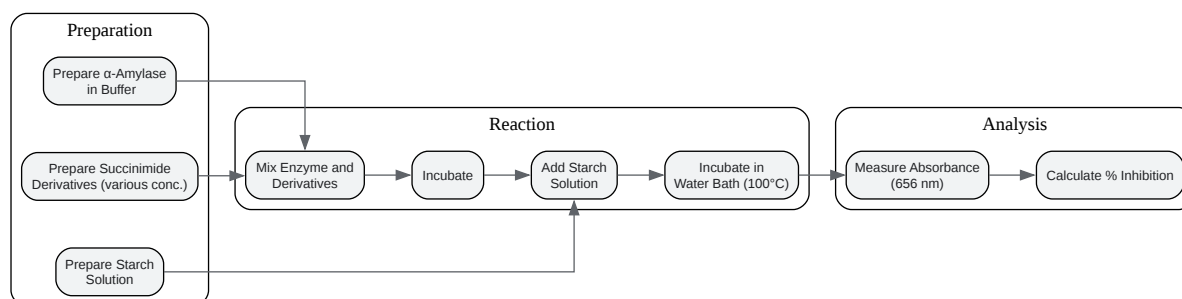 Preparation
Prepare α-Amylase
in Buffer
Prepare Succinimide
Derivatives (various conc.)
Prepare Starch
Solution
Reaction
Mix Enzyme and
Derivatives
Incubate
Add Starch
Solution
Incubate in
Water Bath (100°C)
Analysis
Measure Absorbance
(656 nm)
Calculate % Inhibition